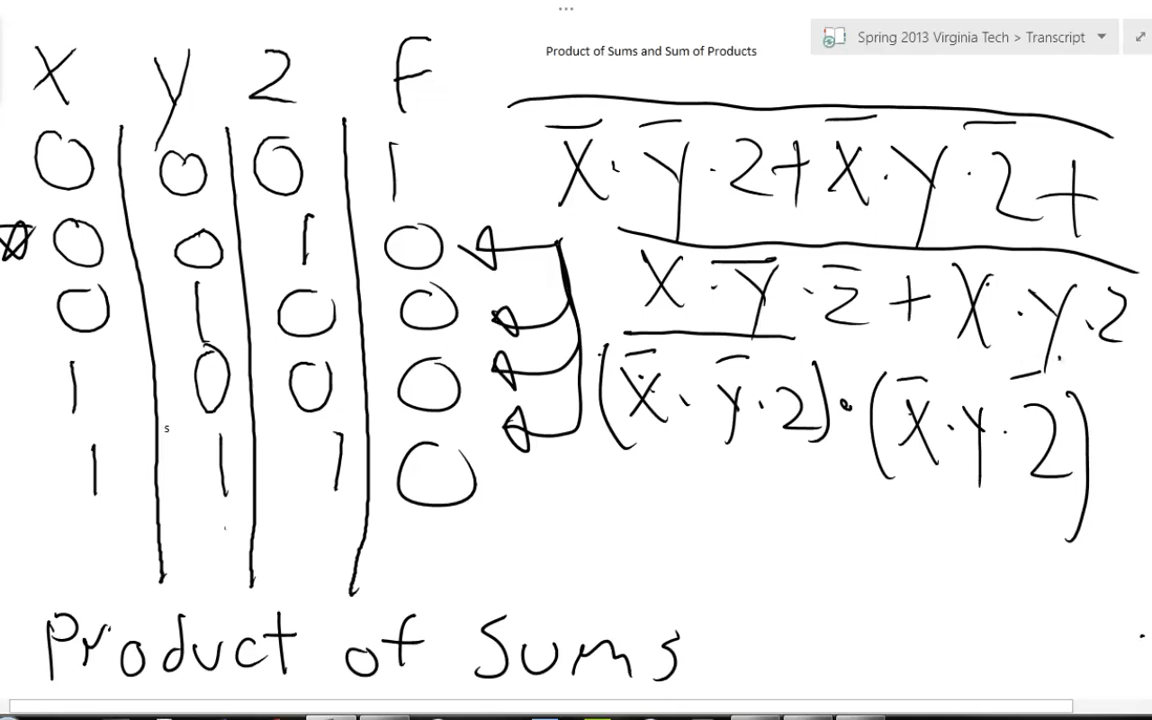 Product of Sums and Sum of Products
Spring 2013 Virginia Tech > Transcript
X Y Z F
0 0 0 1
0 0 1 0
0 1 0 0
1 0 0 0
1 1 1 0
X̅·Y̅·Z+X̅·Y·Z̅+
X·Y̅·Z̅+X·Y·Z
(X̅·Y̅·Z)·(X̅·Y·Z̅)
s
Product of Sums